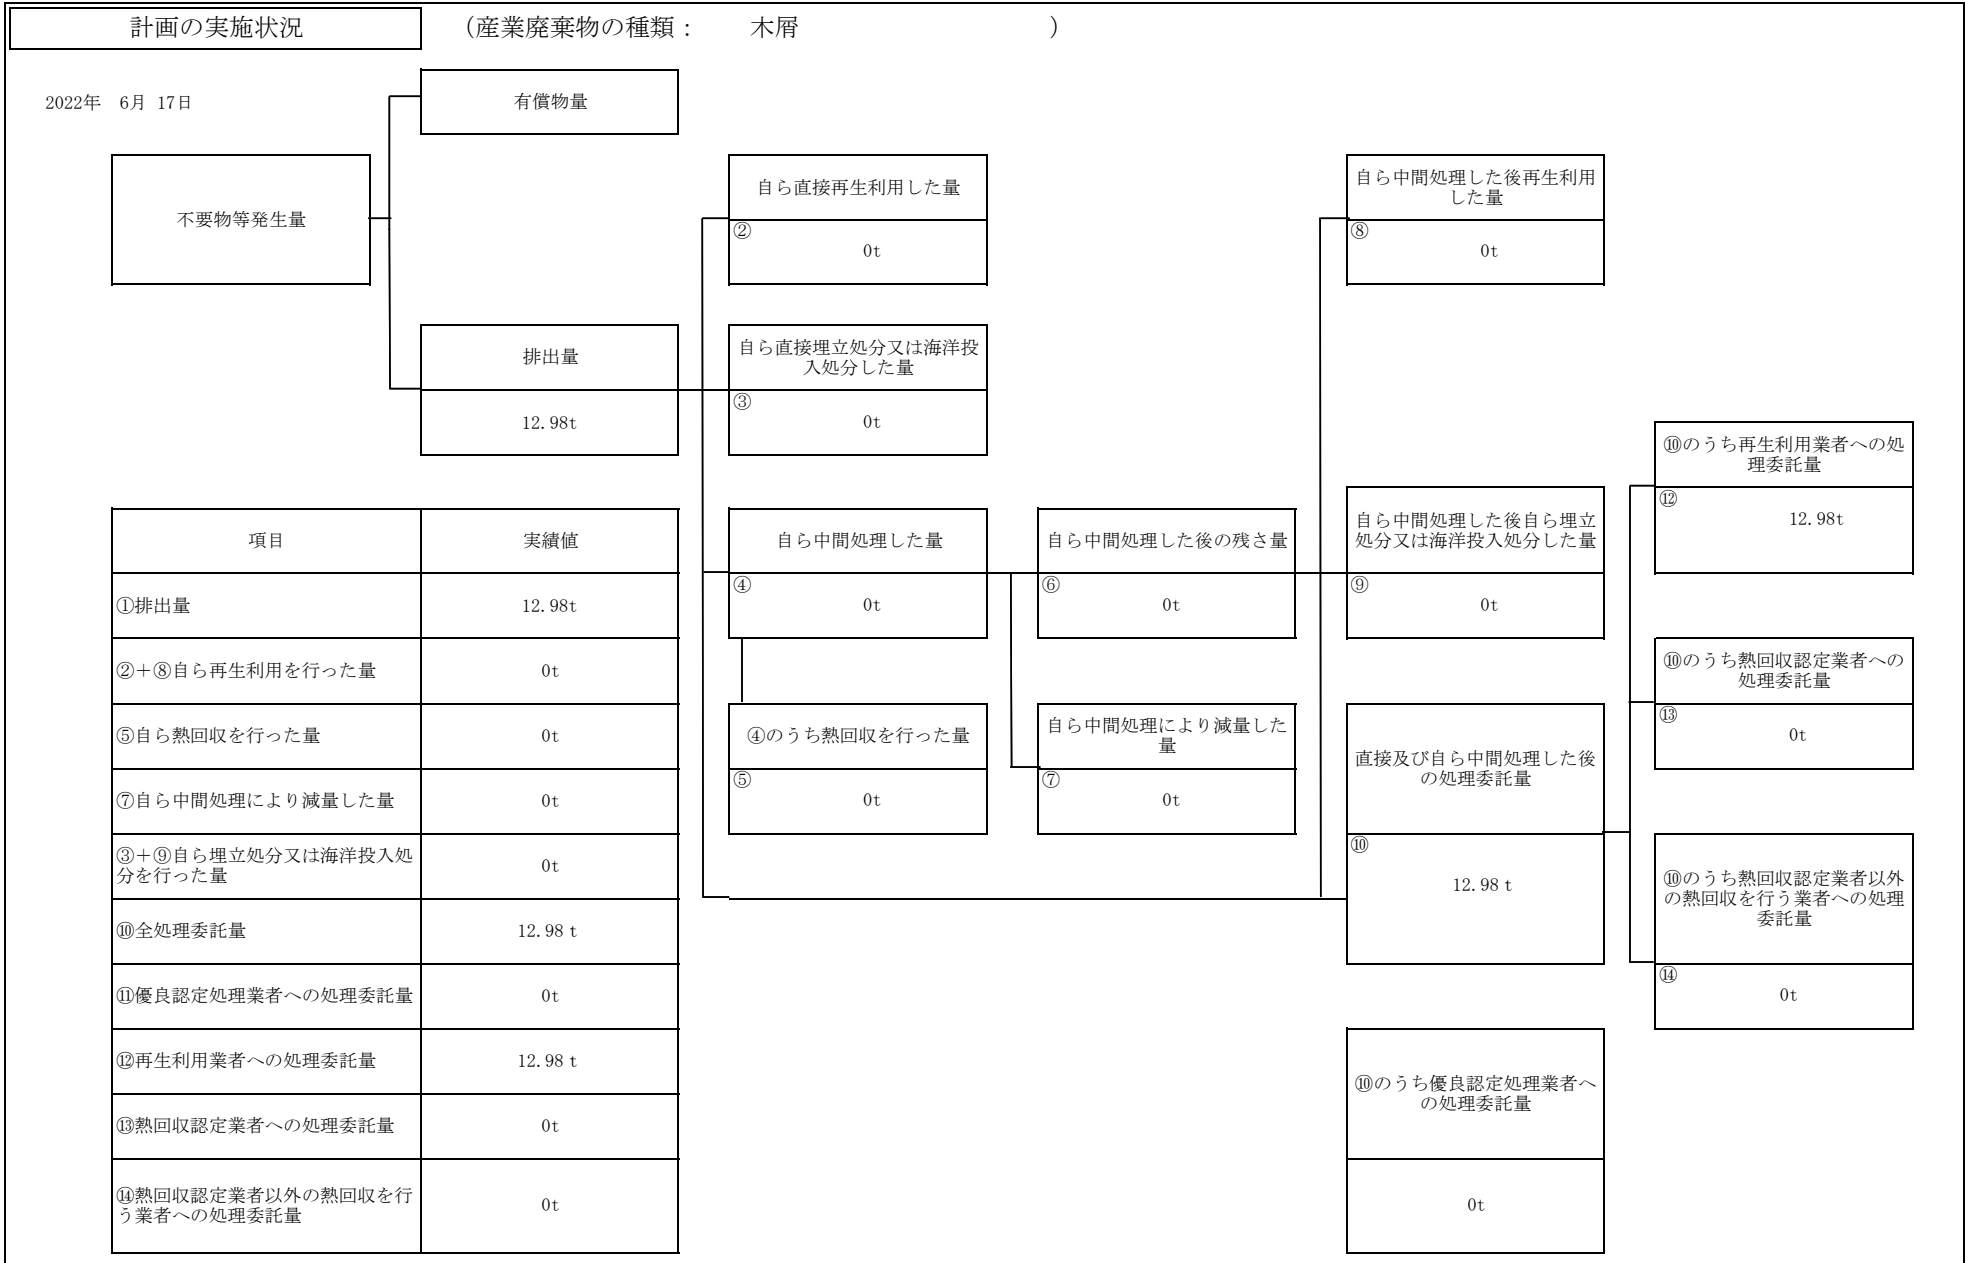 計画の実施状況
（産業廃棄物の種類： 木屑 ）
2022年 6月 17日
有償物量
不要物等発生量
排出量
12.98t
自ら直接再生利用した量
②
0t
自ら直接埋立処分又は海洋投
入処分した量
③
0t
自ら中間処理した量
④
0t
④のうち熱回収を行った量
⑤
0t
自ら中間処理した後の残さ量
⑥
0t
自ら中間処理により減量した
量
⑦
0t
自ら中間処理した後再生利用
した量
⑧
0t
自ら中間処理した後自ら埋立
処分又は海洋投入処分した量
⑨
0t
直接及び自ら中間処理した後
の処理委託量
⑩
12.98ｔ
⑩のうち優良認定処理業者へ
の処理委託量
0t
⑩のうち再生利用業者への処
理委託量
⑫
12.98t
⑩のうち熱回収認定業者への
処理委託量
⑬
0t
⑩のうち熱回収認定業者以外
の熱回収を行う業者への処理
委託量
⑭
0t
項目 実績値
①排出量 12.98t
②＋⑧自ら再生利用を行った量 0t
⑤自ら熱回収を行った量 0t
⑦自ら中間処理により減量した量 0t
③＋⑨自ら埋立処分又は海洋投入処
分を行った量
0t
⑩全処理委託量 12.98ｔ
⑪優良認定処理業者への処理委託量 0t
⑫再生利用業者への処理委託量 12.98ｔ
⑬熱回収認定業者への処理委託量 0t
⑭熱回収認定業者以外の熱回収を行
う業者への処理委託量
0t